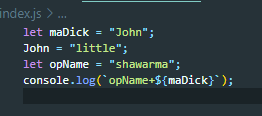 index.js > ...
let maDick = "John";
John = "little";
let opName = "shawarma";
console.log(`opName+${maDick}`);